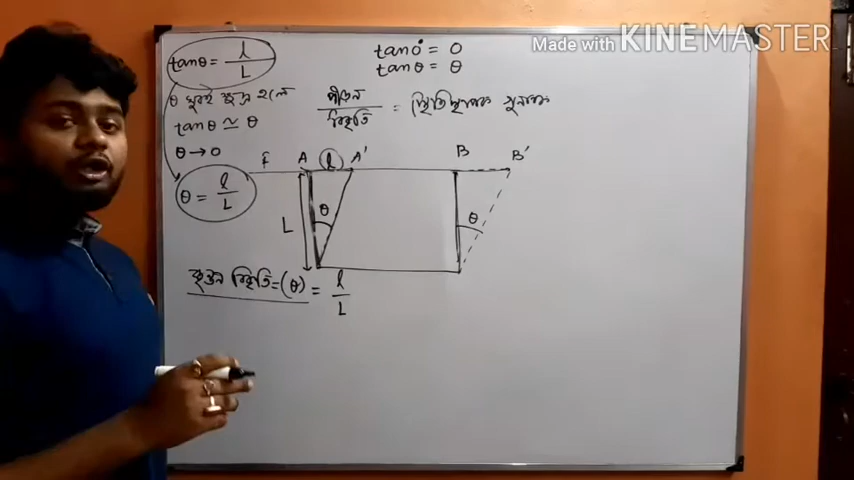 Made with KINEMASTER
tanθ = l/L
tan0° = 0
tanθ = θ
θ খুবই ক্ষুদ্র হলে
tanθ ≅ θ
θ → 0
θ = l/L
পীড়ন/বিকৃতি = স্থিতিস্থাপক গুনাঙ্ক
F A l A' B B'
L θ θ
কৃন্তন বিকৃতি = (θ) = l/L